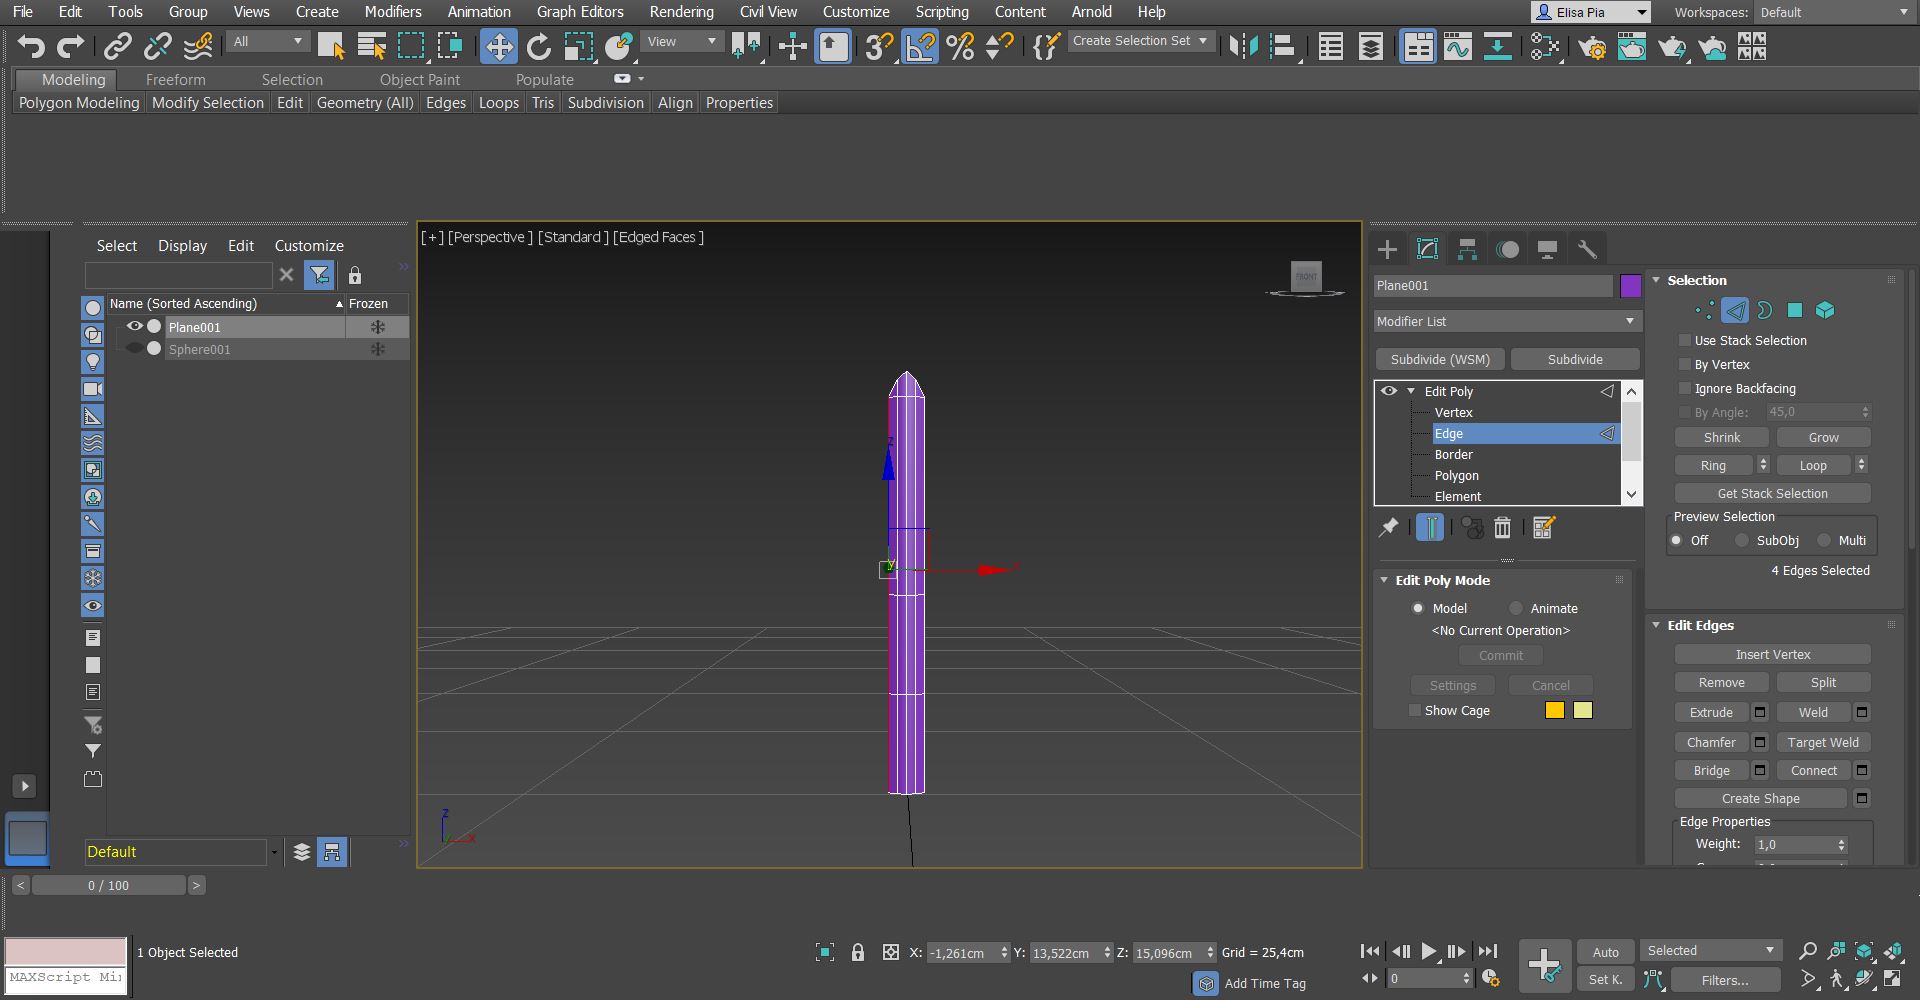 File Edit Tools Group Views Create Modifiers Animation Graph Editors Rendering Civil View Customize Scripting Content Arnold Help Elisa Pia Workspaces: Default
All View Create Selection Set
Modeling Freeform Selection Object Paint Populate
Polygon Modeling Modify Selection Edit Geometry (All) Edges Loops Tris Subdivision Align Properties
Select Display Edit Customize
Name (Sorted Ascending) Frozen
Plane001
Sphere001
Default
[+] [Perspective ] [Standard ] [Edged Faces ]
FRONT
z
y
x
z
x
Plane001
Modifier List
Subdivide (WSM) Subdivide
Edit Poly
Vertex
Edge
Border
Polygon
Element
Edit Poly Mode
Model Animate
<No Current Operation>
Commit
Settings Cancel
Show Cage
Selection
Use Stack Selection
By Vertex
Ignore Backfacing
By Angle: 45,0
Shrink Grow
Ring Loop
Get Stack Selection
Preview Selection
Off SubObj Multi
4 Edges Selected
Edit Edges
Insert Vertex
Remove Split
Extrude Weld
Chamfer Target Weld
Bridge Connect
Create Shape
Edge Properties
Weight: 1,0
< 0 / 100 >
1 Object Selected
MAXScript Mi
X: -1,261cm Y: 13,522cm Z: 15,096cm Grid = 25,4cm
Add Time Tag
0
Auto Selected
Set K. Filters...